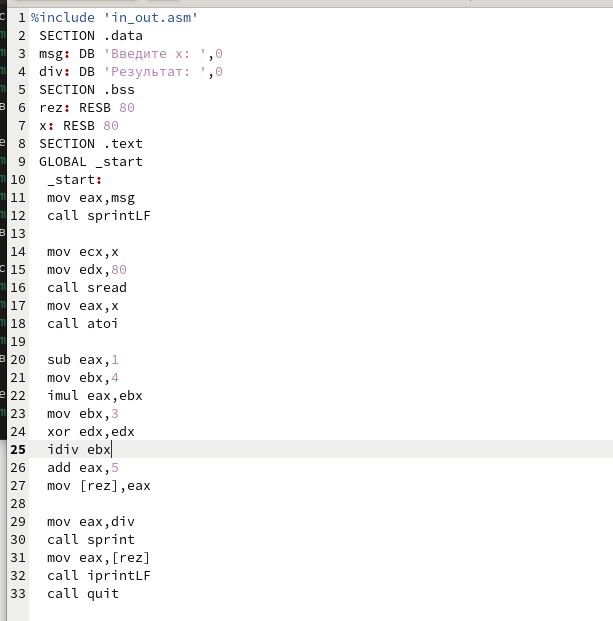 1 %include 'in_out.asm'
2 SECTION .data
3 msg: DB 'Введите x: ',0
4 div: DB 'Результат: ',0
5 SECTION .bss
6 rez: RESB 80
7 x: RESB 80
8 SECTION .text
9 GLOBAL _start
10 _start:
11 mov eax,msg
12 call sprintLF
13
14 mov ecx,x
15 mov edx,80
16 call sread
17 mov eax,x
18 call atoi
19
20 sub eax,1
21 mov ebx,4
22 imul eax,ebx
23 mov ebx,3
24 xor edx,edx
25 idiv ebx
26 add eax,5
27 mov [rez],eax
28
29 mov eax,div
30 call sprint
31 mov eax,[rez]
32 call iprintLF
33 call quit